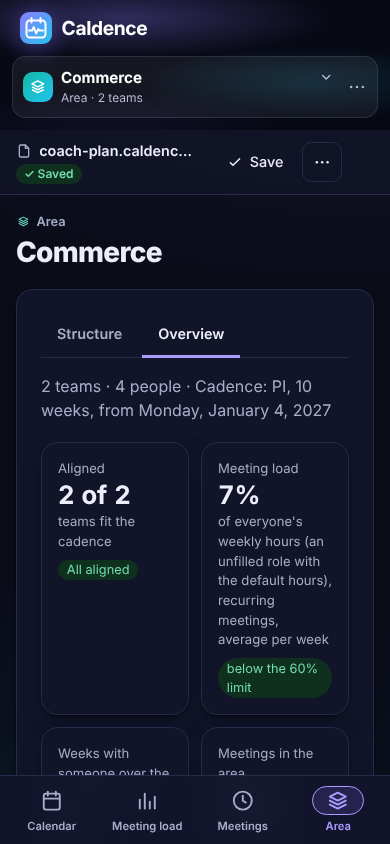 Caldence
Commerce
Area · 2 teams
coach-plan.caldenc...
✓ Saved
Save
Area
Commerce
Structure
Overview
2 teams · 4 people · Cadence: PI, 10
weeks, from Monday, January 4, 2027
Aligned
2 of 2
teams fit the
cadence
All aligned
Meeting load
7%
of everyone's
weekly hours (an
unfilled role with
the default hours),
recurring
meetings,
average per week
below the 60%
limit
Weeks with
someone over the
Meetings in the
area
Calendar
Meeting load
Meetings
Area